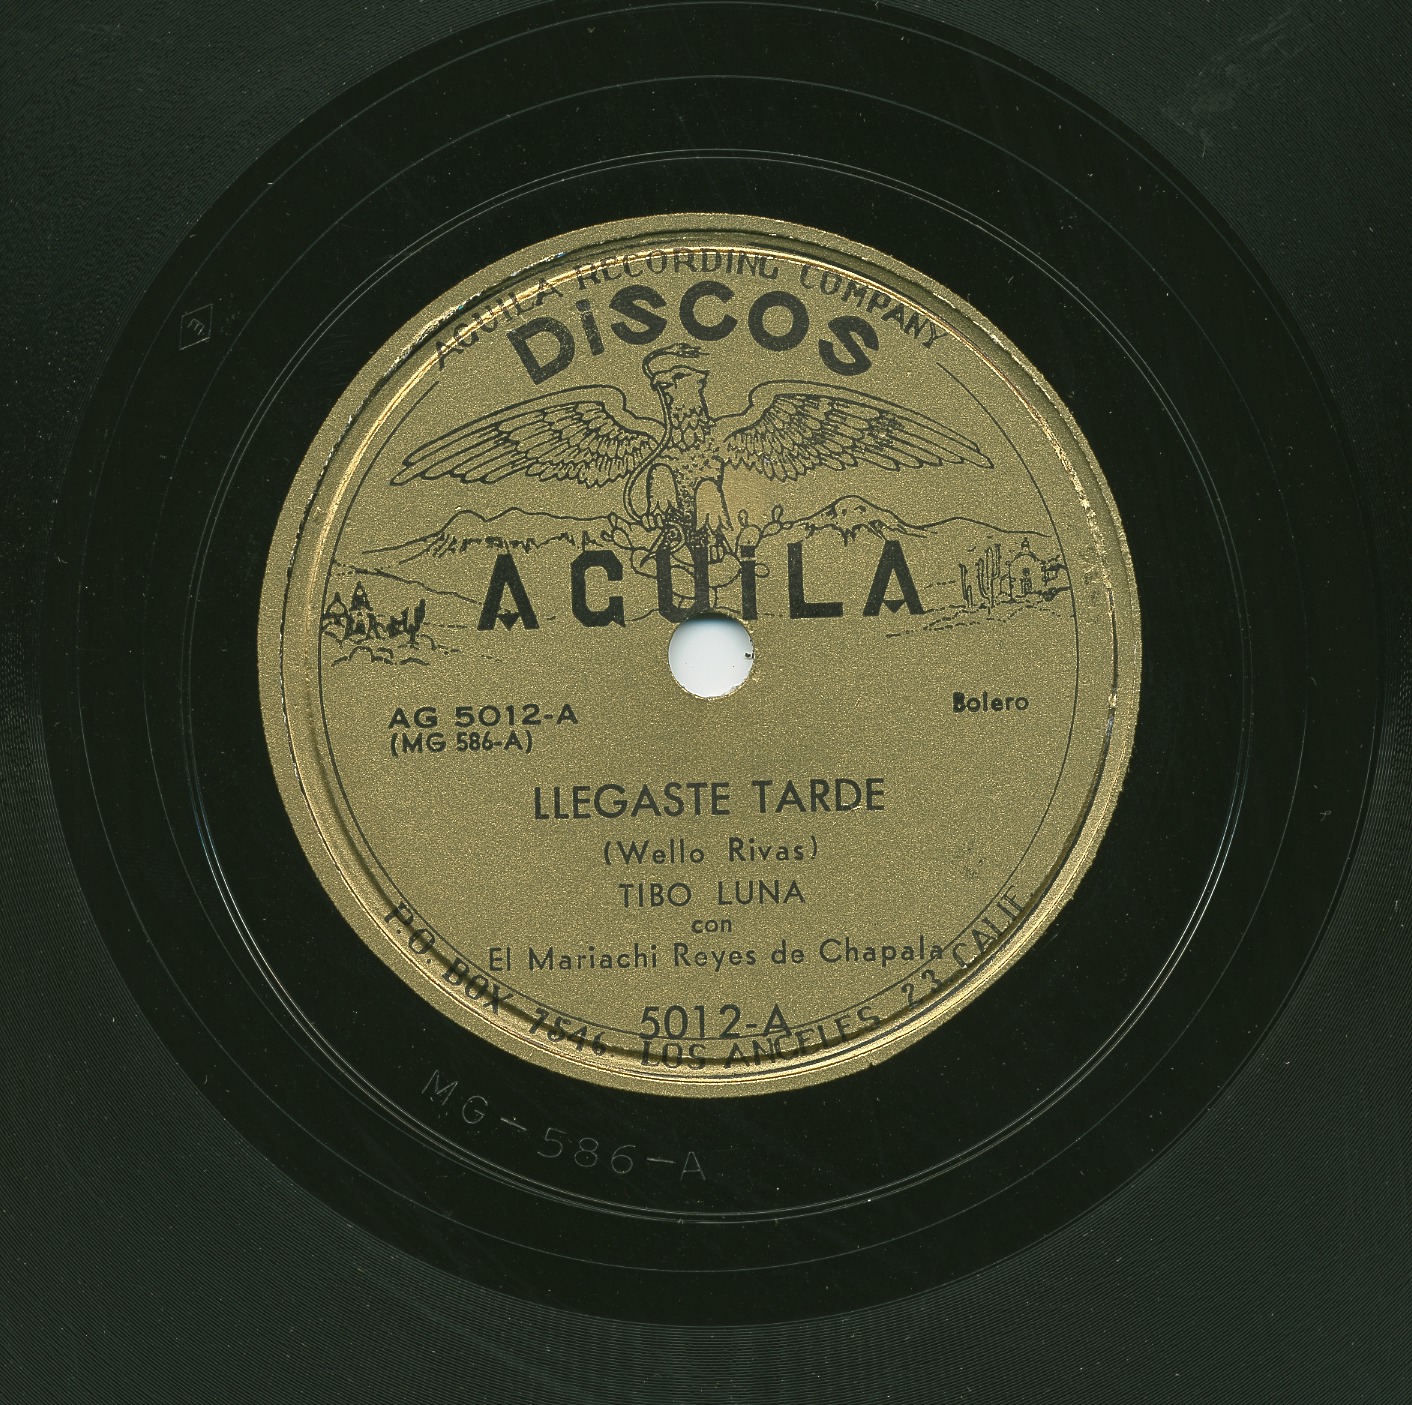 AGUILA RECORDING COMPANY
DiSCOS
AGUiLA
AG 5012-A
(MG 586-A)
Bolero
LLEGASTE TARDE
(Wello Rivas)
TIBO LUNA
con
El Mariachi Reyes de Chapala
5012-A
P.O. BOX 7546. LOS ANGELES 23, CALIF.
MG-586-A